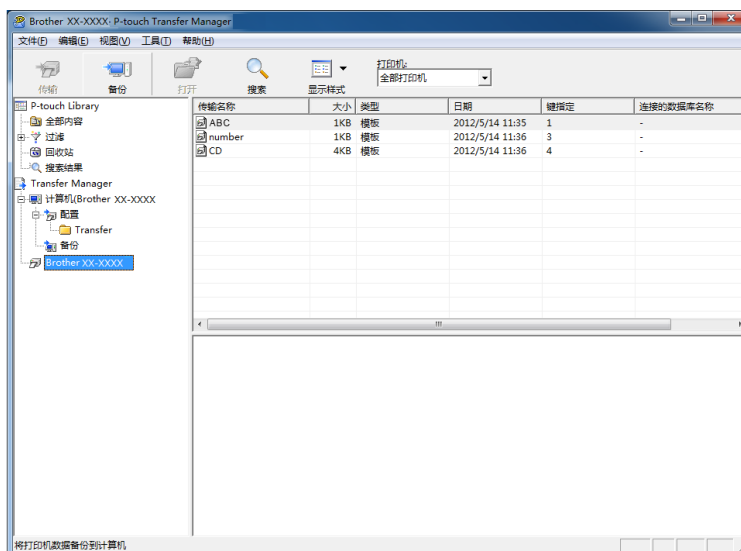 Brother XX-XXXX- P-touch Transfer Manager
文件(F) 编辑(E) 视图(V) 工具(T) 帮助(H)
传输 备份 打开 搜索 显示样式
打印机:
全部打印机
P-touch Library
全部内容
过滤
回收站
搜索结果
Transfer Manager
计算机(Brother XX-XXXX
配置
Transfer
备份
Brother XX-XXXX
传输名称 大小 类型 日期 键指定 连接的数据库名称
ABC 1KB 模板 2012/5/14 11:35 1 -
number 1KB 模板 2012/5/14 11:36 3 -
CD 4KB 模板 2012/5/14 11:36 4 -
将打印机数据备份到计算机